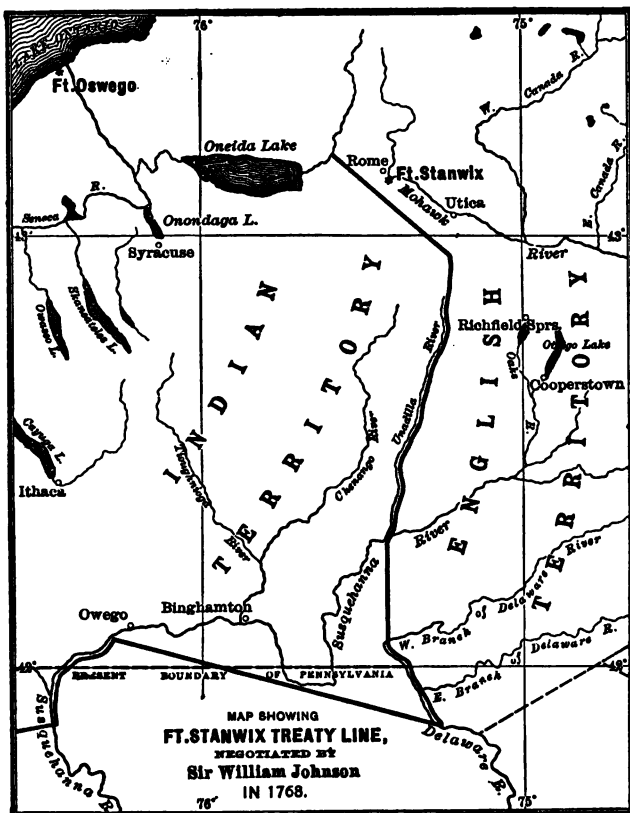 76°
75°
LAKE ONTARIO
Ft. Oswego
W. Canada R.
E. Canada R.
Oneida Lake
Rome
Ft. Stanwix
Mohawk
Utica
River
Seneca R.
Onondaga L.
43°
43°
Syracuse
Owasco L.
Skaneateles L.
INDIAN
TERRITORY
ENGLISH
TERRITORY
Richfield Sprs.
Otsego Lake
Oaks R.
Cooperstown
Unadilla River
Chenango River
Tioughnioga River
Cayuga L.
Ithaca
Susquehanna River
W. Branch of Delaware River
E. Branch of Delaware R.
Owego
Binghamton
42°
42°
PRESENT BOUNDARY OF PENNSYLVANIA
Susquehanna R.
Delaware R.
MAP SHOWING
FT. STANWIX TREATY LINE,
NEGOTIATED BY
Sir William Johnson
IN 1768.
76°
75°